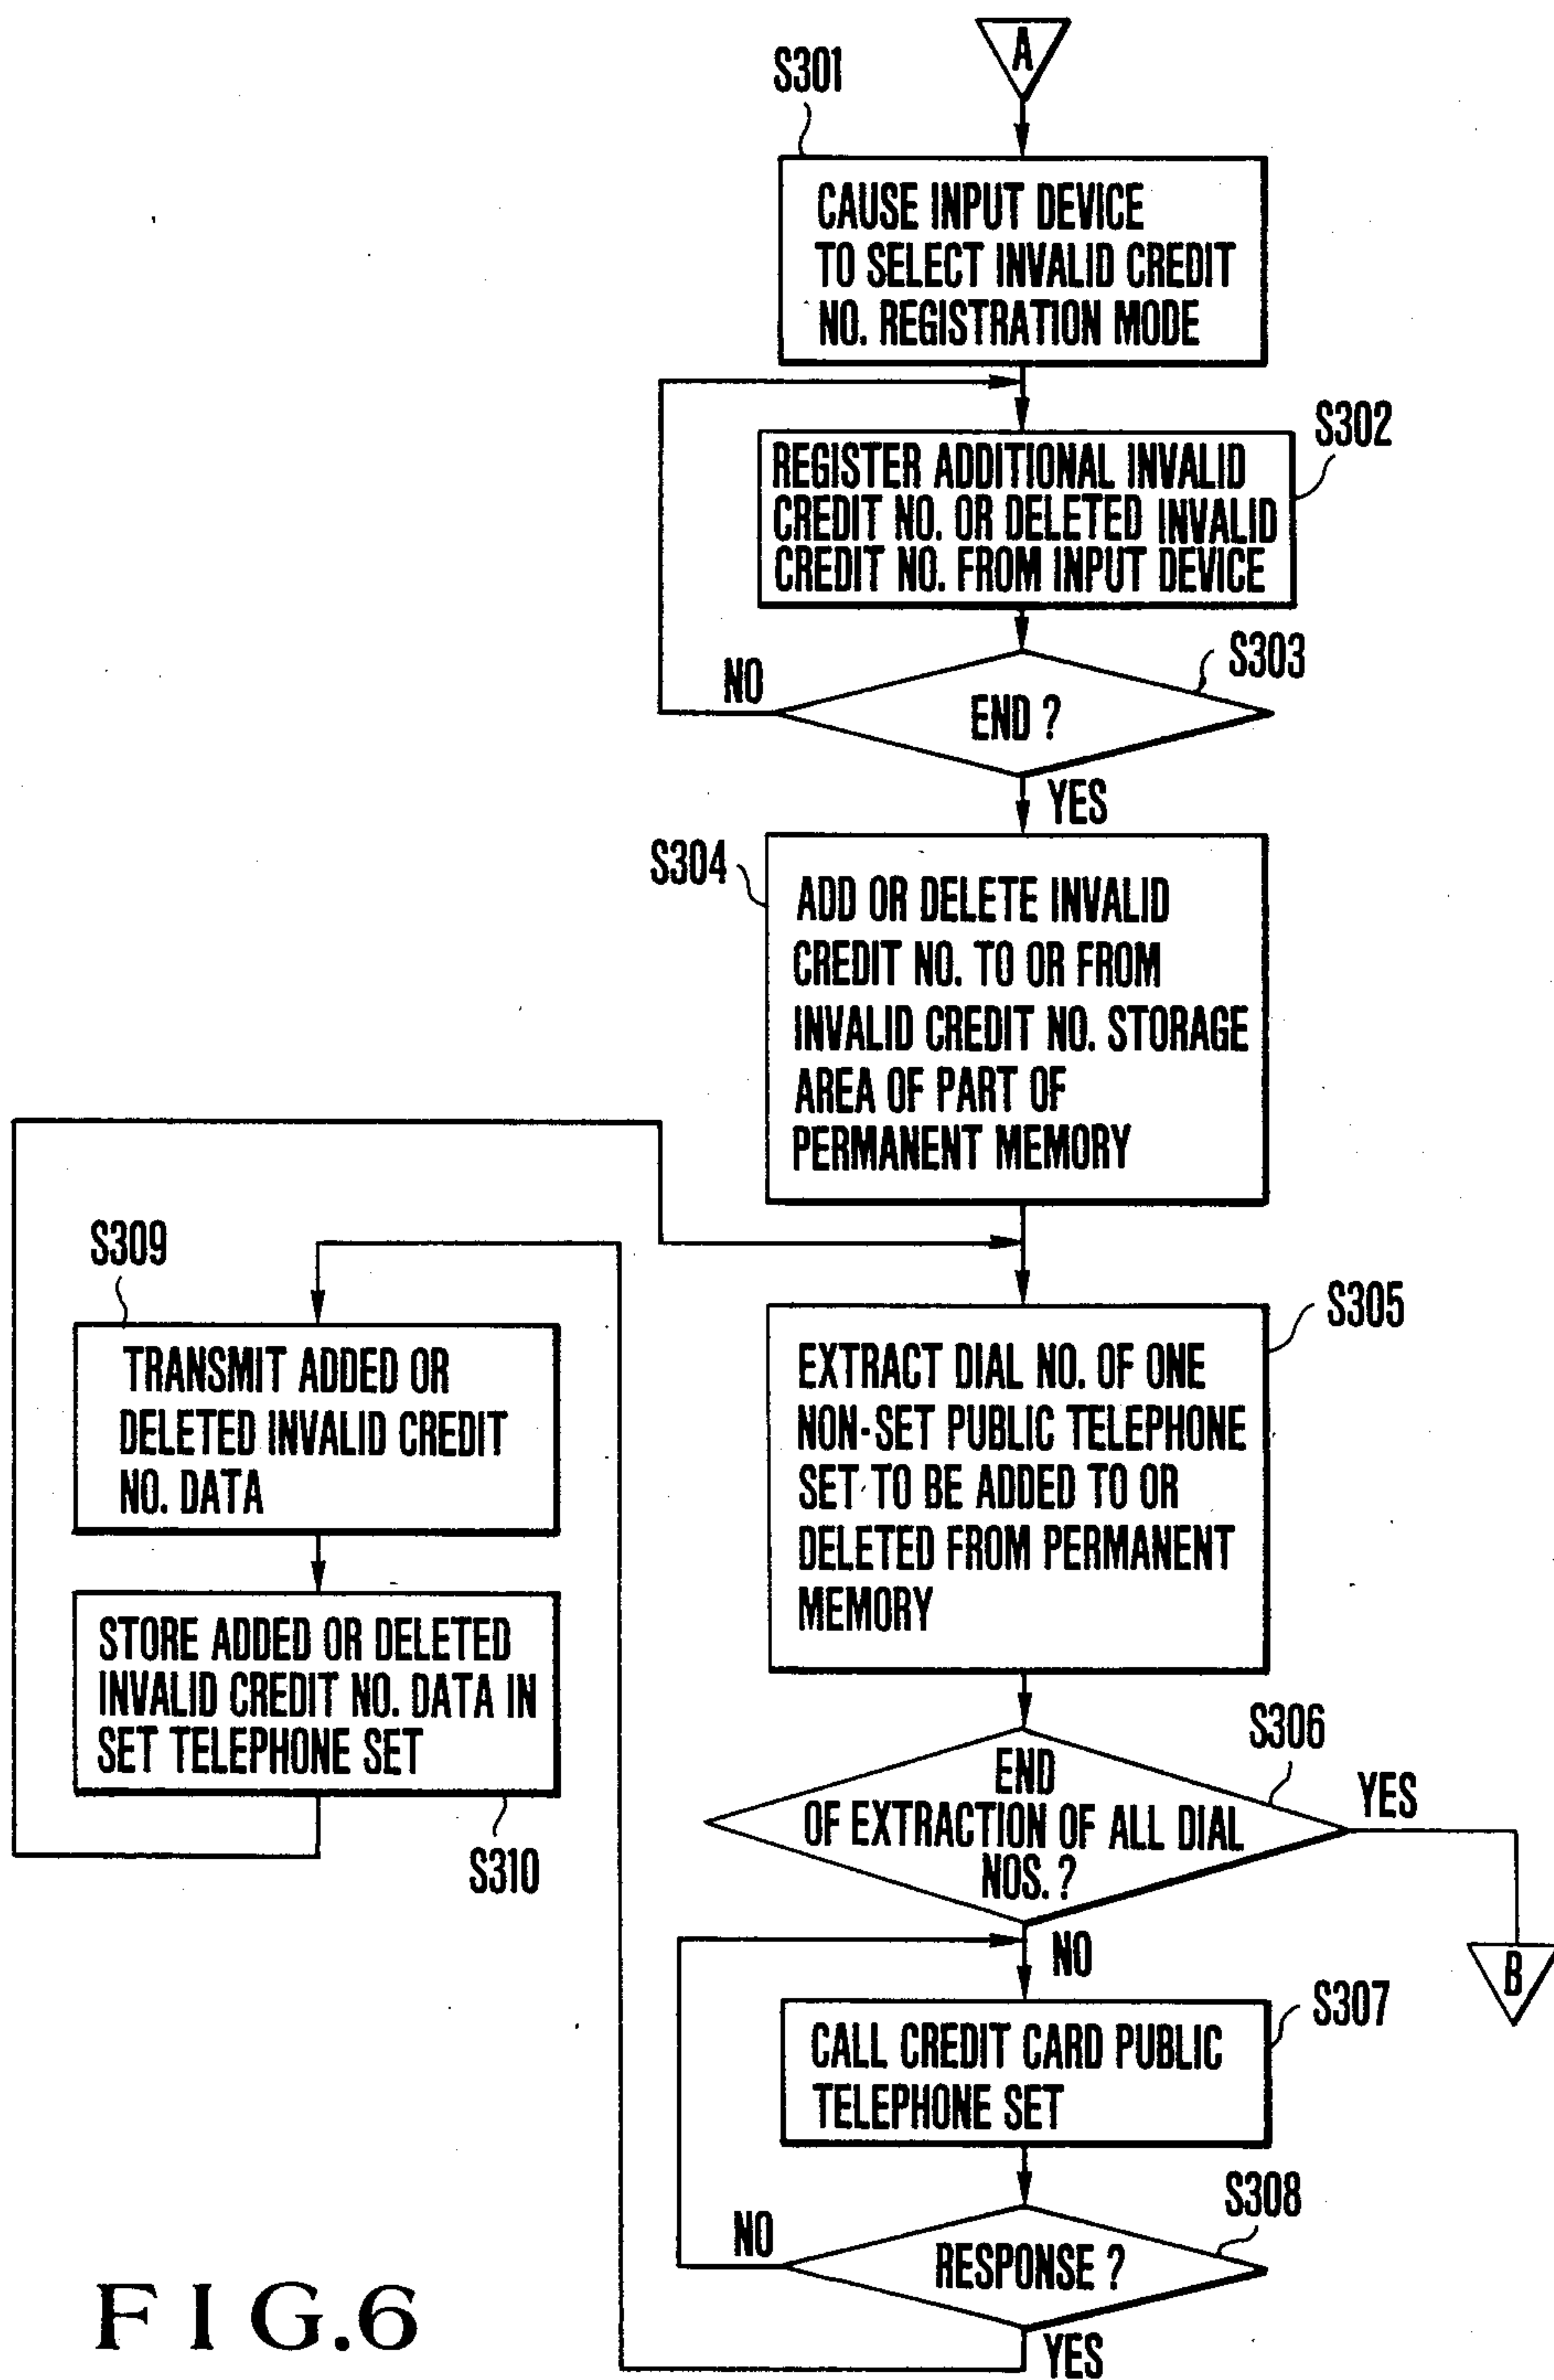 A
S301
CAUSE INPUT DEVICE
TO SELECT INVALID CREDIT
NO. REGISTRATION MODE
S302
REGISTER ADDITIONAL INVALID
CREDIT NO. OR DELETED INVALID
CREDIT NO. FROM INPUT DEVICE
S303
NO
END ?
YES
S304
ADD OR DELETE INVALID
CREDIT NO. TO OR FROM
INVALID CREDIT NO. STORAGE
AREA OF PART OF
PERMANENT MEMORY
S305
EXTRACT DIAL NO. OF ONE
NON-SET PUBLIC TELEPHONE
SET TO BE ADDED TO OR
DELETED FROM PERMANENT
MEMORY
S306
END
OF EXTRACTION OF ALL DIAL
NOS. ?
YES
B
NO
S307
CALL CREDIT CARD PUBLIC
TELEPHONE SET
S308
NO
RESPONSE ?
YES
S309
TRANSMIT ADDED OR
DELETED INVALID CREDIT
NO. DATA
STORE ADDED OR DELETED
INVALID CREDIT NO. DATA IN
SET TELEPHONE SET
S310
FIG.6